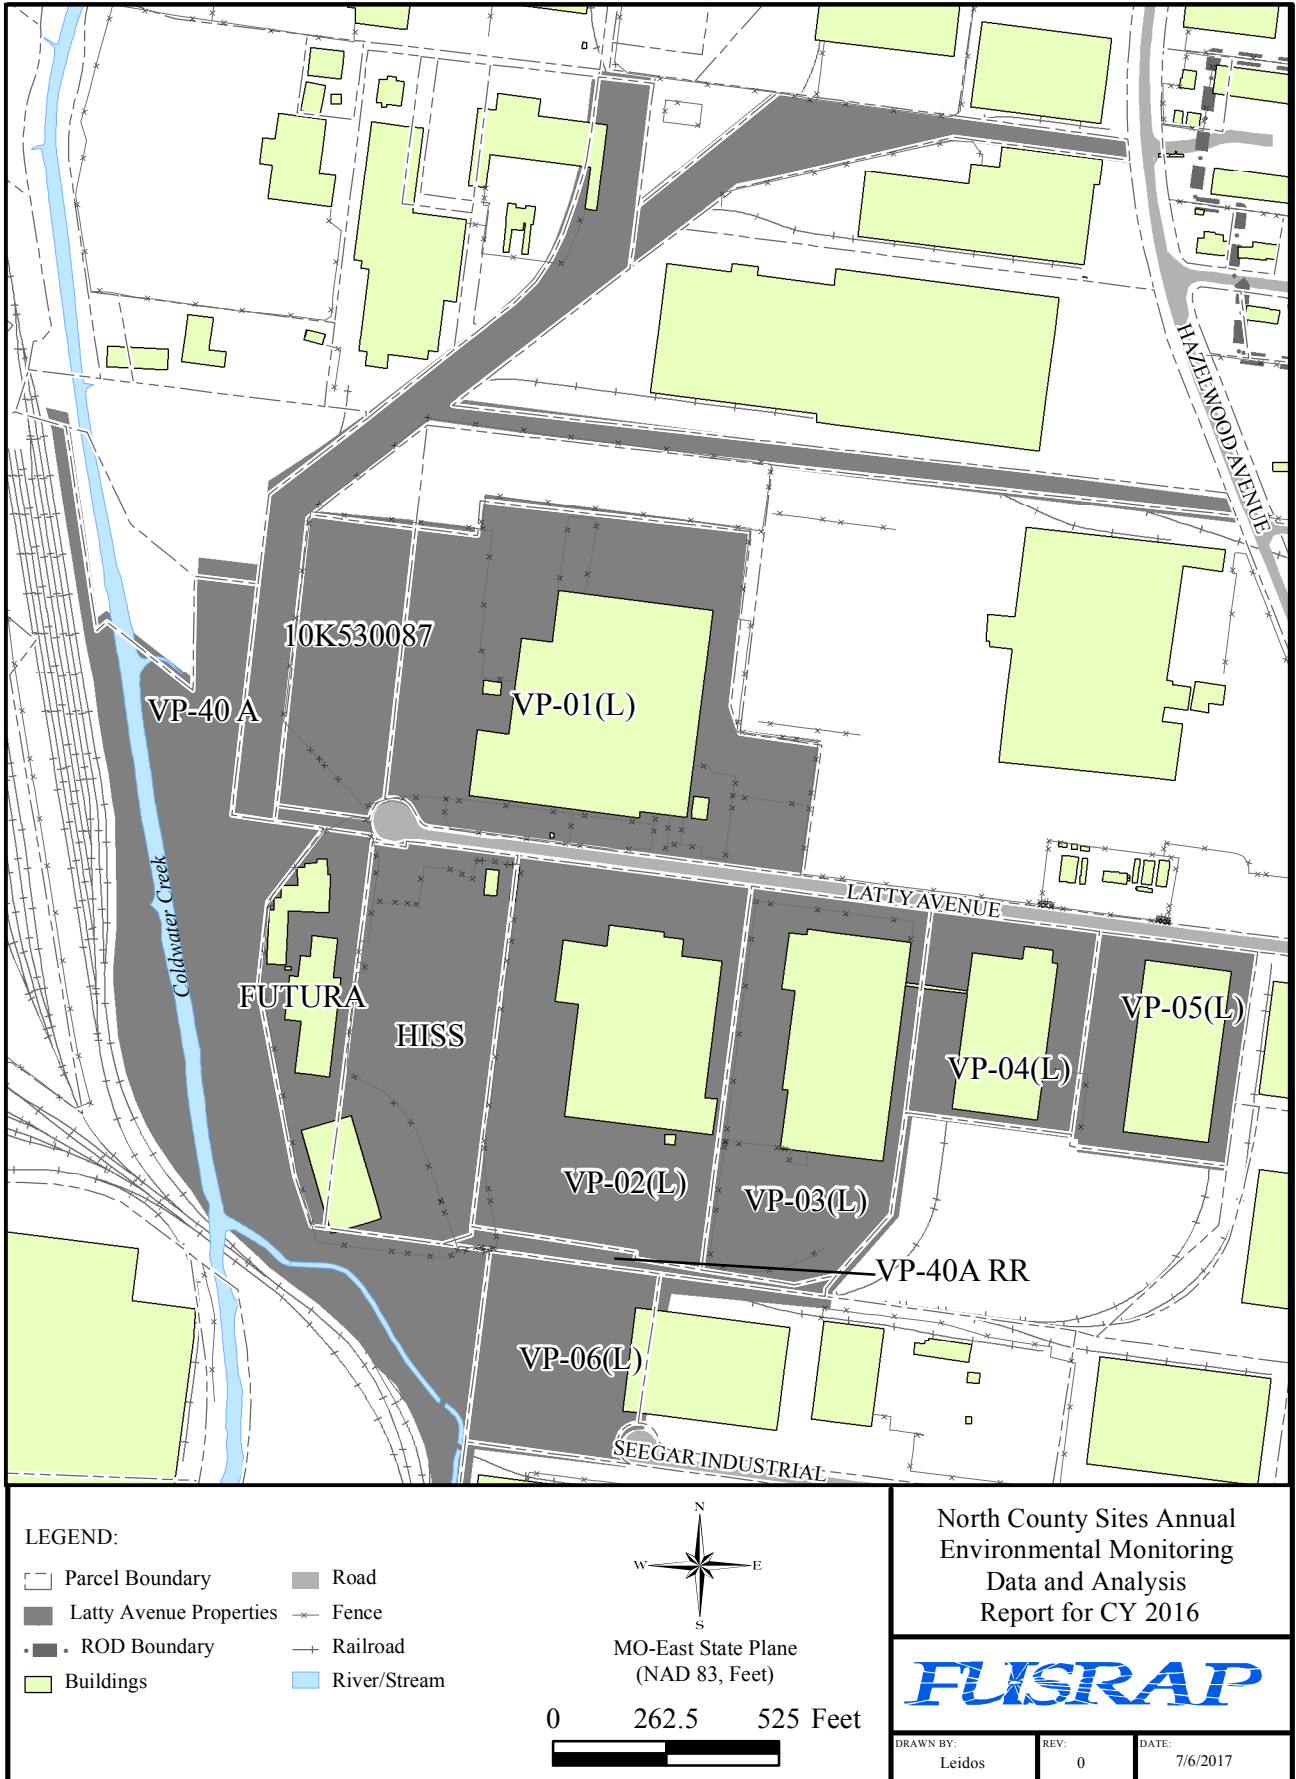 HAZELWOOD AVENUE
10K530087
VP-01(L)
VP-40 A
Coldwater Creek
LATTY AVENUE
FUTURA
HISS
VP-05(L)
VP-04(L)
VP-02(L)
VP-03(L)
VP-40A RR
VP-06(L)
SEEGAR INDUSTRIAL
LEGEND:
Parcel Boundary
Latty Avenue Properties
ROD Boundary
Buildings
Road
Fence
Railroad
River/Stream
N
W E
S
MO-East State Plane
(NAD 83, Feet)
0 262.5 525 Feet
North County Sites Annual
Environmental Monitoring
Data and Analysis
Report for CY 2016
FUSRAP
DRAWN BY:
Leidos
REV:
0
DATE:
7/6/2017